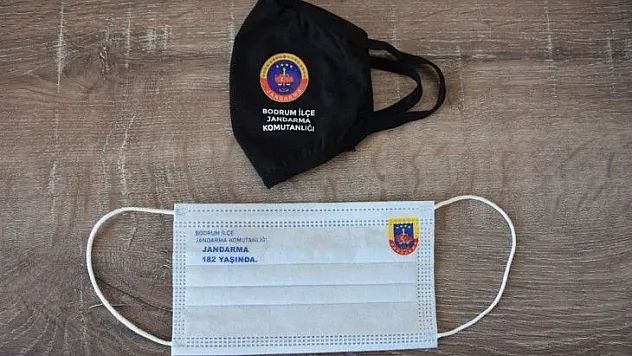 JANDARMA
BODRUM İLÇE
JANDARMA
KOMUTANLIĞI
BODRUM İLÇE
JANDARMA KOMUTANLIĞI
JANDARMA
182 YAŞINDA.